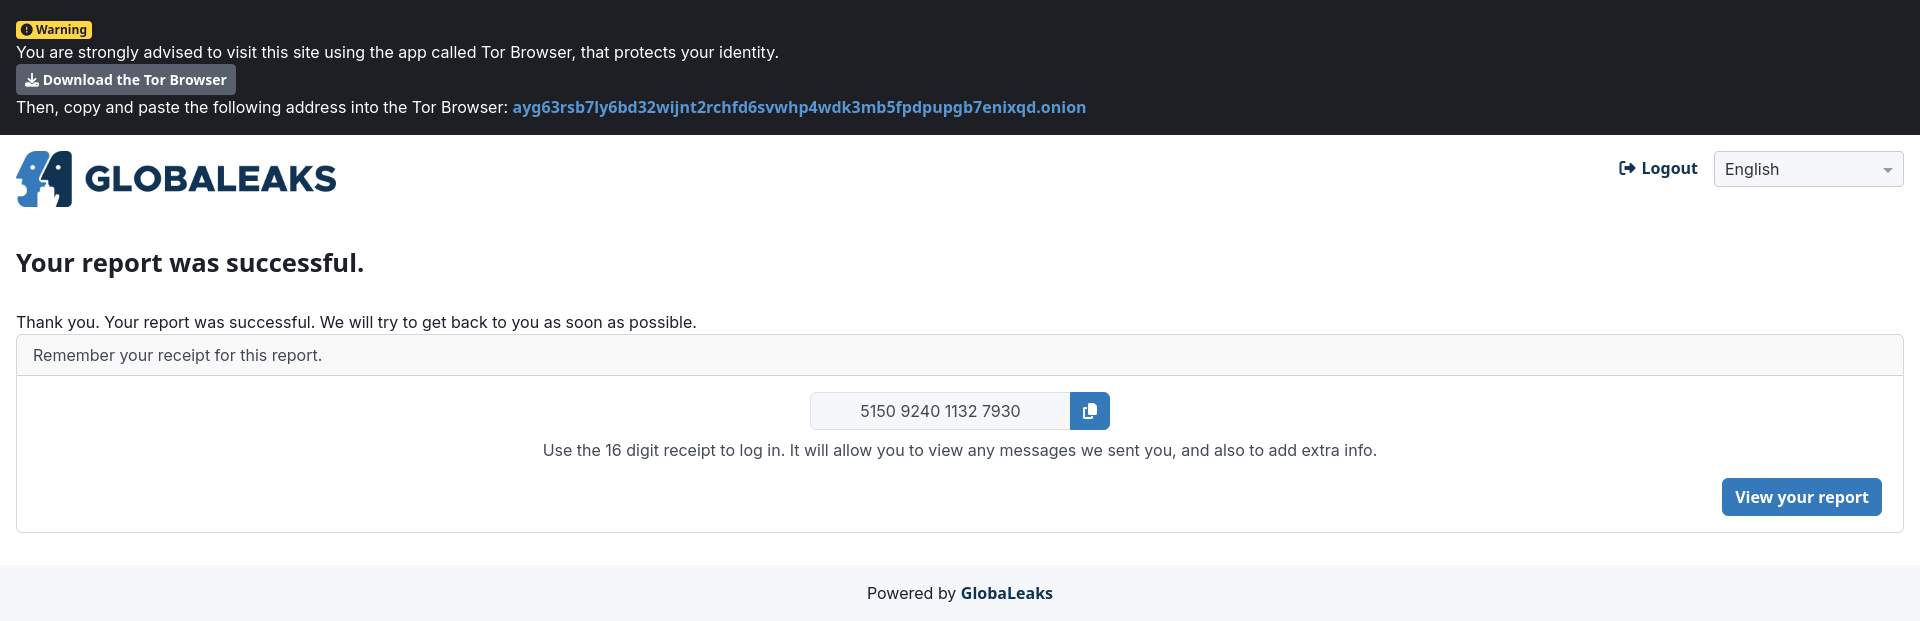 Warning
You are strongly advised to visit this site using the app called Tor Browser, that protects your identity.
Download the Tor Browser
Then, copy and paste the following address into the Tor Browser: ayg63rsb7ly6bd32wijnt2rchfd6svwhp4wdk3mb5fpdpupgb7enixqd.onion
GLOBALEAKS
Logout
English
Your report was successful.
Thank you. Your report was successful. We will try to get back to you as soon as possible.
Remember your receipt for this report.
5150 9240 1132 7930
Use the 16 digit receipt to log in. It will allow you to view any messages we sent you, and also to add extra info.
View your report
Powered by GlobaLeaks